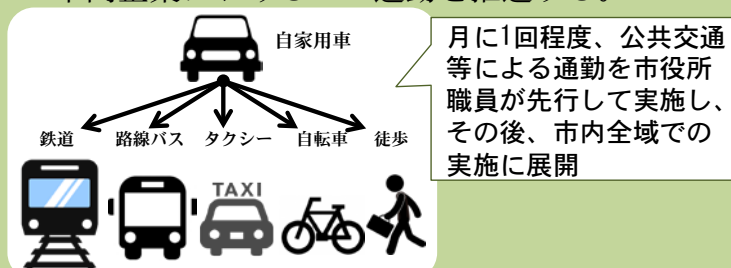 自家用車
月に1回程度、公共交通
等による通勤を市役所
職員が先行して実施し、
その後、市内全域での
実施に展開
鉄道 路線バス タクシー 自転車 徒歩
TAXI